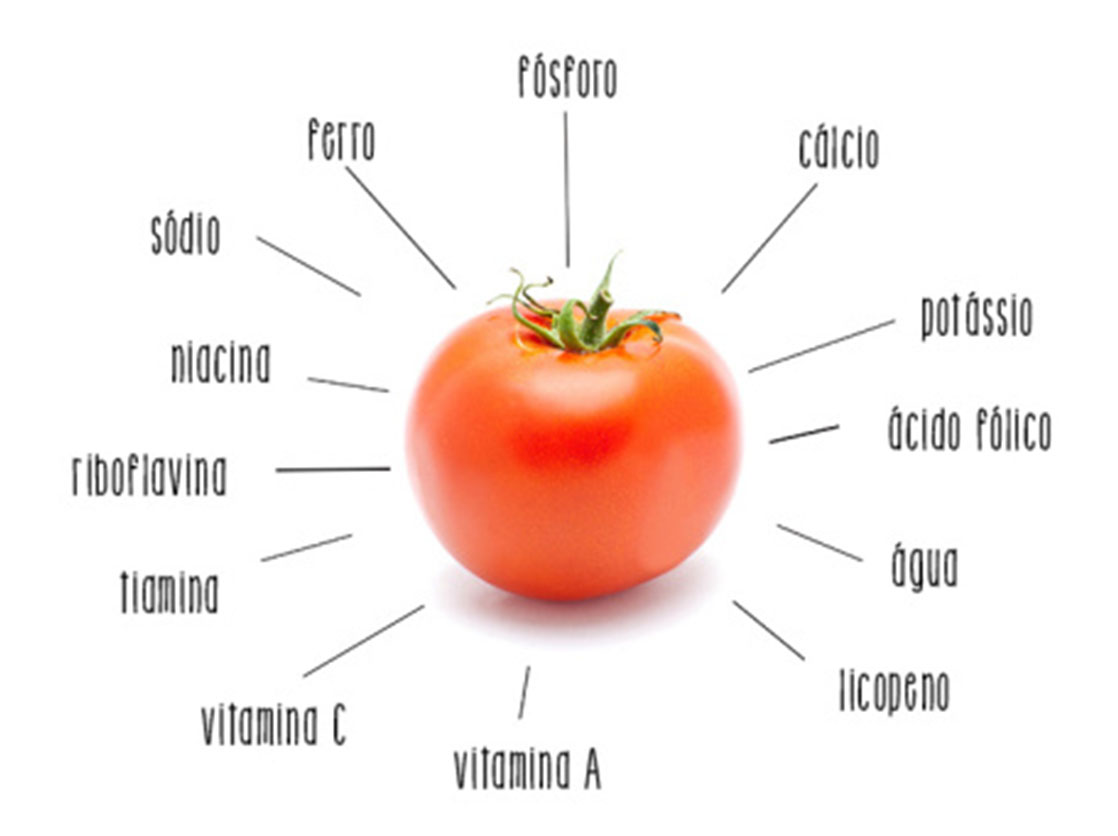 fósforo
ferro
cálcio
sódio
potássio
niacina
ácido fólico
riboflavina
água
tiamina
licopeno
vitamina C
vitamina A